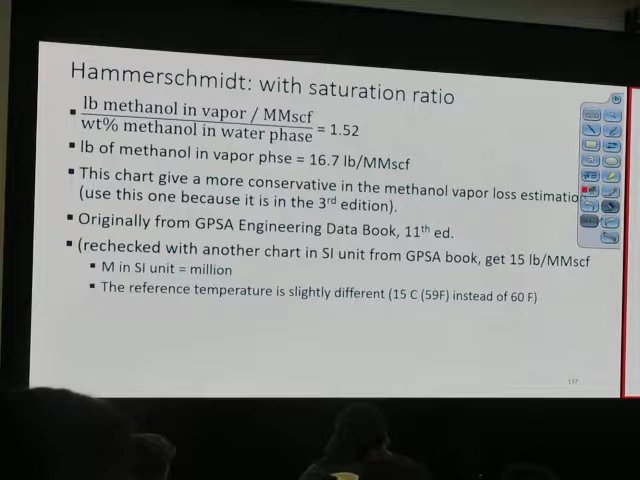 Hammerschmidt: with saturation ratio
▪ lb methanol in vapor / MMscf
wt% methanol in water phase = 1.52
▪ lb of methanol in vapor phse = 16.7 lb/MMscf
▪ This chart give a more conservative in the methanol vapor loss estimatio
(use this one because it is in the 3rd edition).
▪ Originally from GPSA Engineering Data Book, 11th ed.
▪ (rechecked with another chart in SI unit from GPSA book, get 15 lb/MMscf
▪ M in SI unit = million
▪ The reference temperature is slightly different (15 C (59F) instead of 60 F)
137